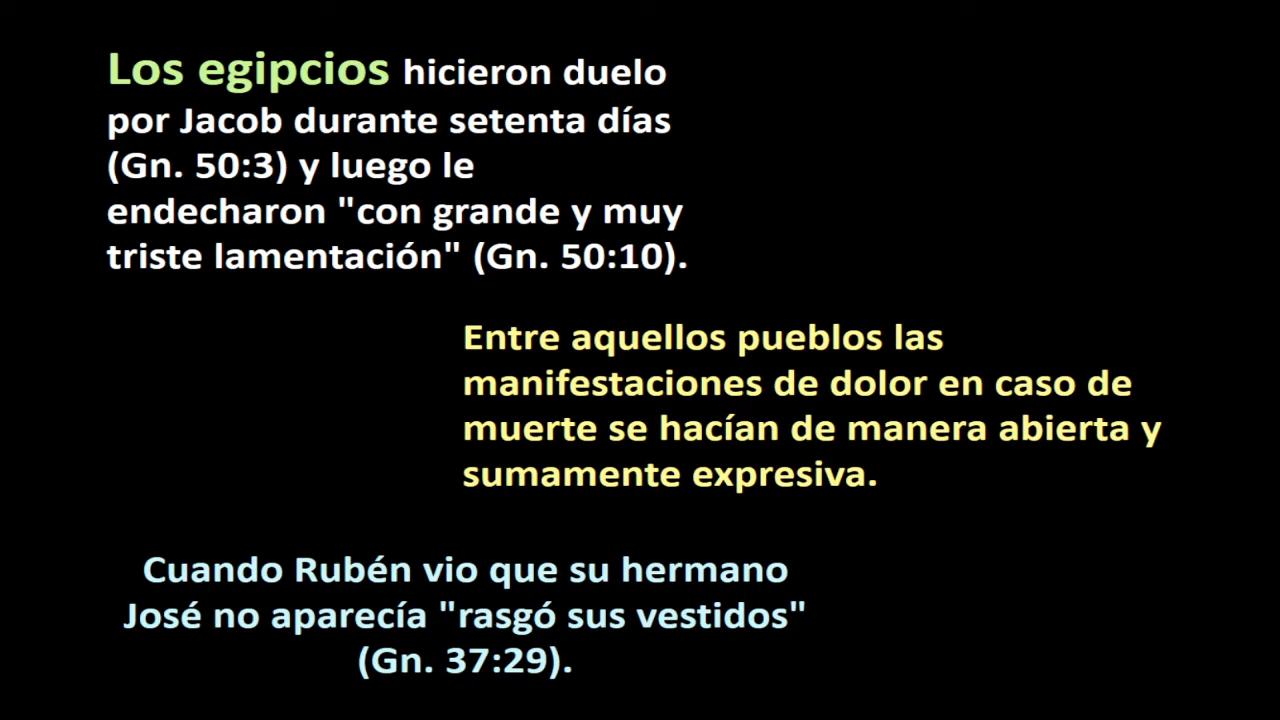 Los egipcios hicieron duelo
por Jacob durante setenta días
(Gn. 50:3) y luego le
endecharon "con grande y muy
triste lamentación" (Gn. 50:10).
Entre aquellos pueblos las
manifestaciones de dolor en caso de
muerte se hacían de manera abierta y
sumamente expresiva.
Cuando Rubén vio que su hermano
José no aparecía "rasgó sus vestidos"
(Gn. 37:29).